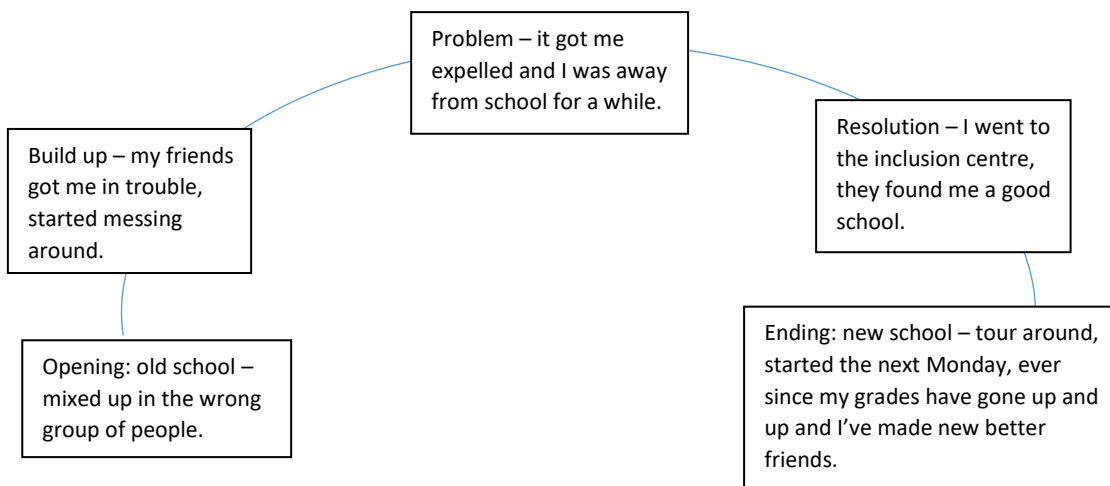 Opening: old school –
mixed up in the wrong
group of people.
Build up – my friends
got me in trouble,
started messing
around.
Problem – it got me
expelled and I was away
from school for a while.
Resolution – I went to
the inclusion centre,
they found me a good
school.
Ending: new school – tour around,
started the next Monday, ever
since my grades have gone up and
up and I’ve made new better
friends.